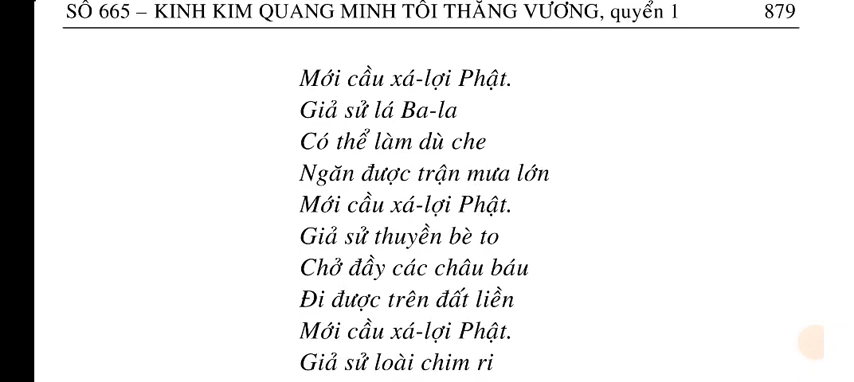 SỐ 665 – KINH KIM QUANG MINH TỐI THẮNG VƯƠNG, quyển 1 879
Mới cầu xá-lợi Phật.
Giả sử lá Ba-la
Có thể làm dù che
Ngăn được trận mưa lớn
Mới cầu xá-lợi Phật.
Giả sử thuyền bè to
Chở đầy các châu báu
Đi được trên đất liền
Mới cầu xá-lợi Phật.
Giả sử loài chim ri